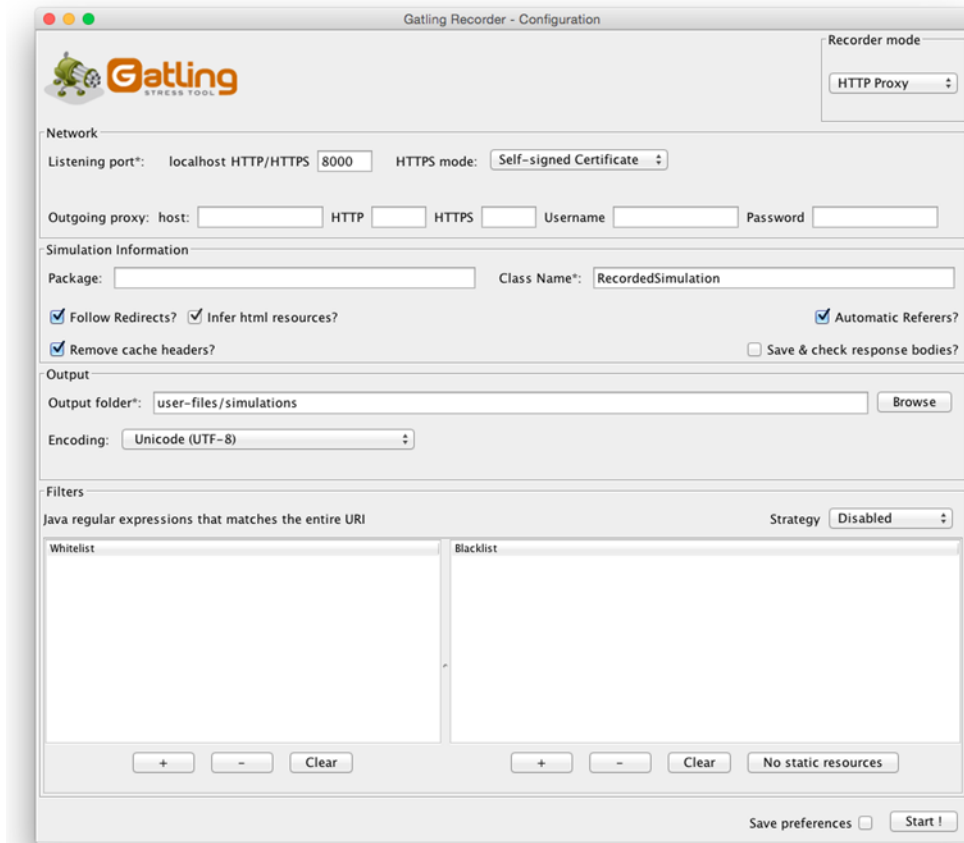 Gatling Recorder - Configuration
Gatling
STRESS TOOL
Recorder mode
HTTP Proxy
Network
Listening port*: localhost HTTP/HTTPS 8000 HTTPS mode: Self-signed Certificate
Outgoing proxy: host: HTTP HTTPS Username Password
Simulation Information
Package: Class Name*: RecordedSimulation
Follow Redirects? Infer html resources? Automatic Referers?
Remove cache headers? Save & check response bodies?
Output
Output folder*: user-files/simulations Browse
Encoding: Unicode (UTF-8)
Filters
Java regular expressions that matches the entire URI Strategy Disabled
Whitelist Blacklist
+ - Clear + - Clear No static resources
Save preferences Start !